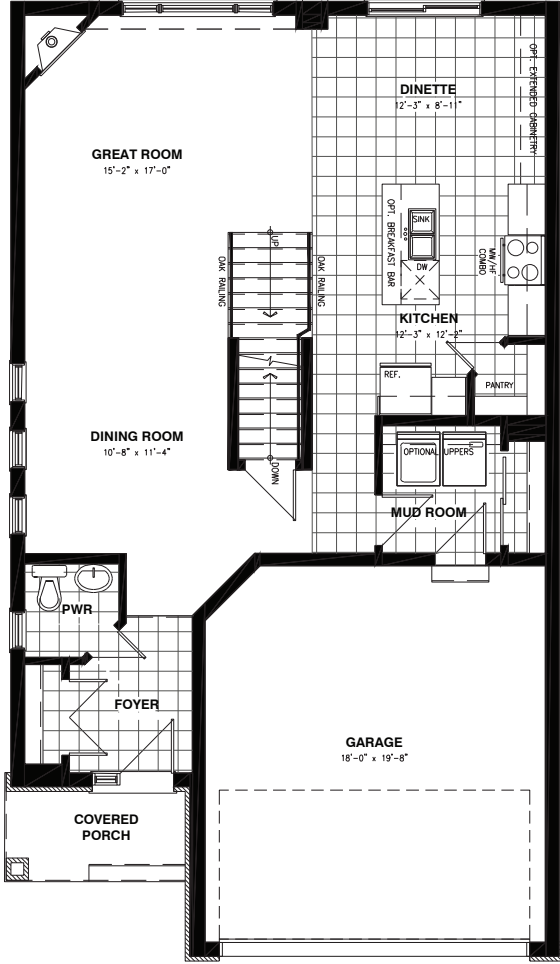 DINETTE
12'-3" x 8'-11"
OPT. EXTENDED CABINETRY
GREAT ROOM
15'-2" x 17'-0"
OPT. BREAKFAST BAR
SINK
DW
UP
OAK RAILING
OAK RAILING
MW/HF
COMBO
KITCHEN
12'-3" x 12'-2"
REF.
PANTRY
DINING ROOM
10'-8" x 11'-4"
DOWN
OPTIONAL UPPERS
MUD ROOM
PWR
FOYER
GARAGE
18'-0" x 19'-8"
COVERED
PORCH